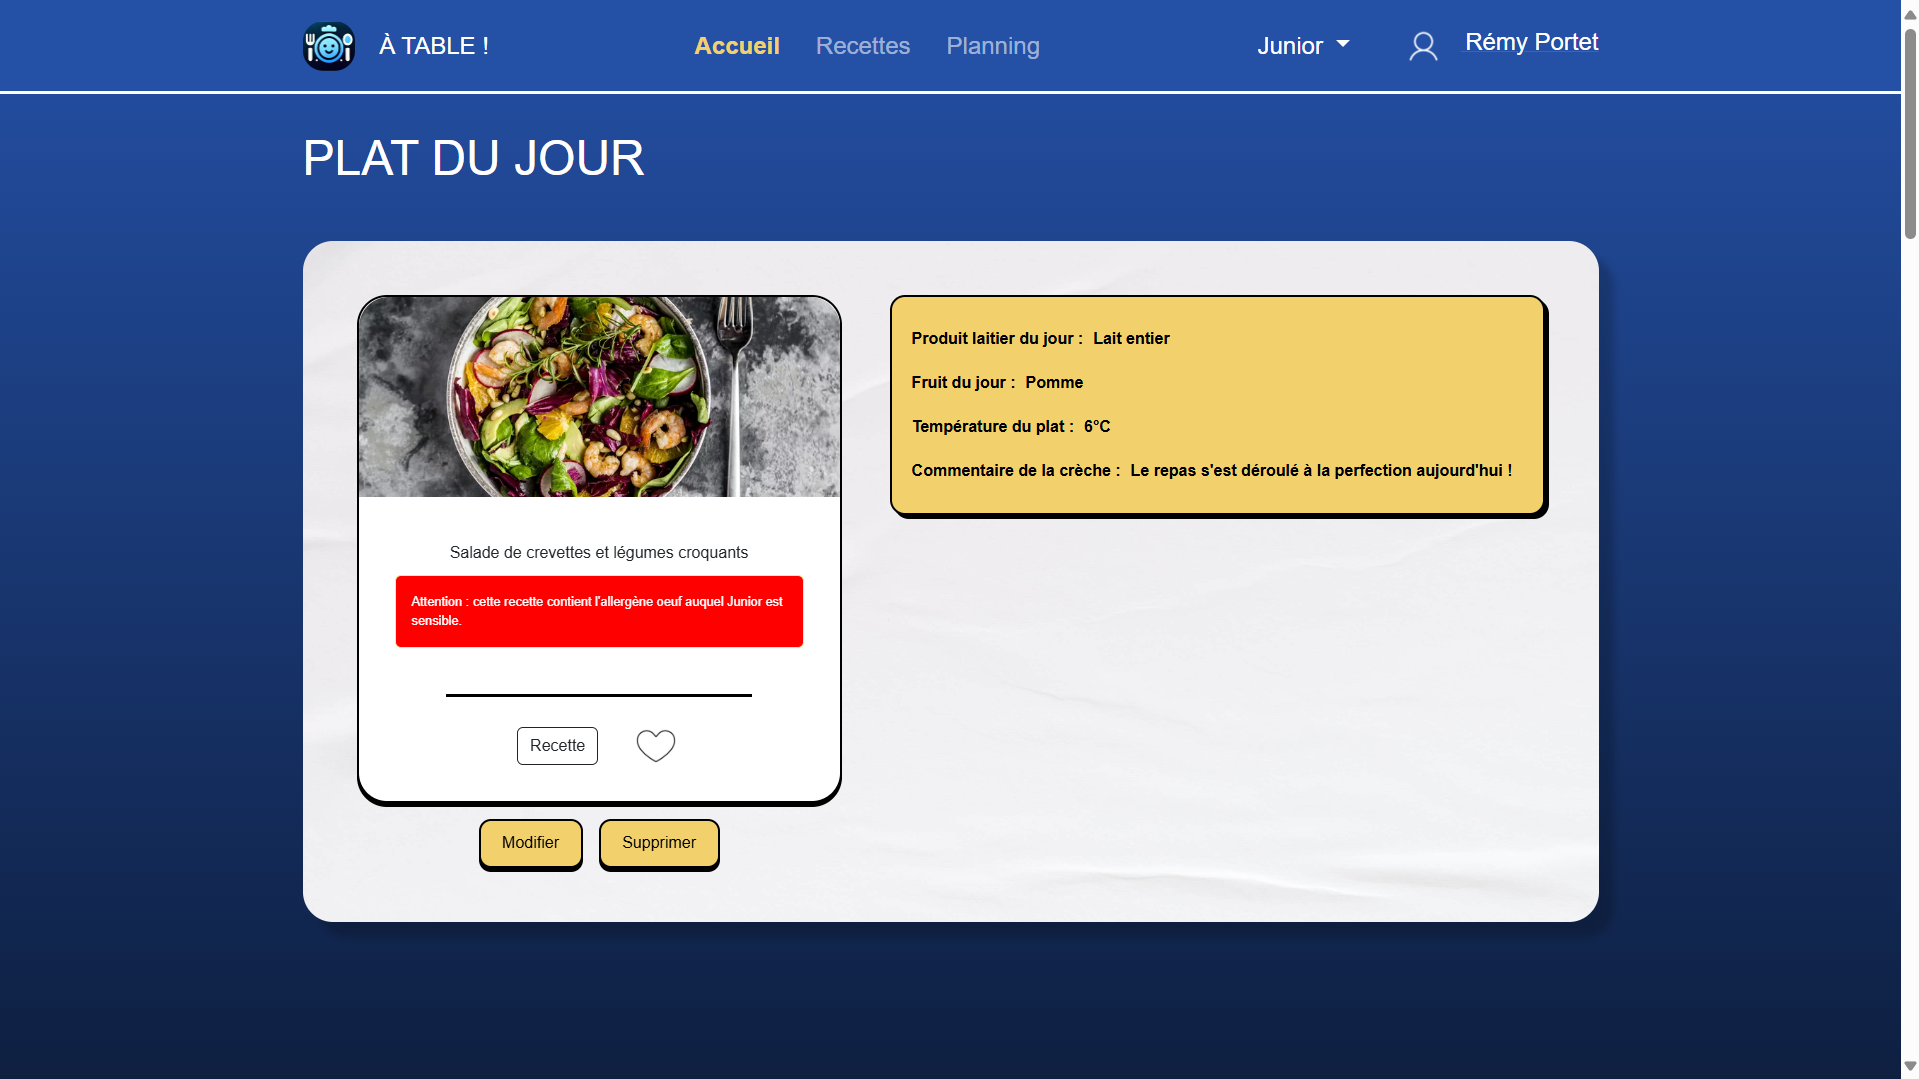 À TABLE !
Accueil
Recettes
Planning
Junior
Rémy Portet
PLAT DU JOUR
Salade de crevettes et légumes croquants
Attention : cette recette contient l'allergène oeuf auquel Junior est
sensible.
Recette
Modifier
Supprimer
Produit laitier du jour : Lait entier
Fruit du jour : Pomme
Température du plat : 6°C
Commentaire de la crèche : Le repas s'est déroulé à la perfection aujourd'hui !